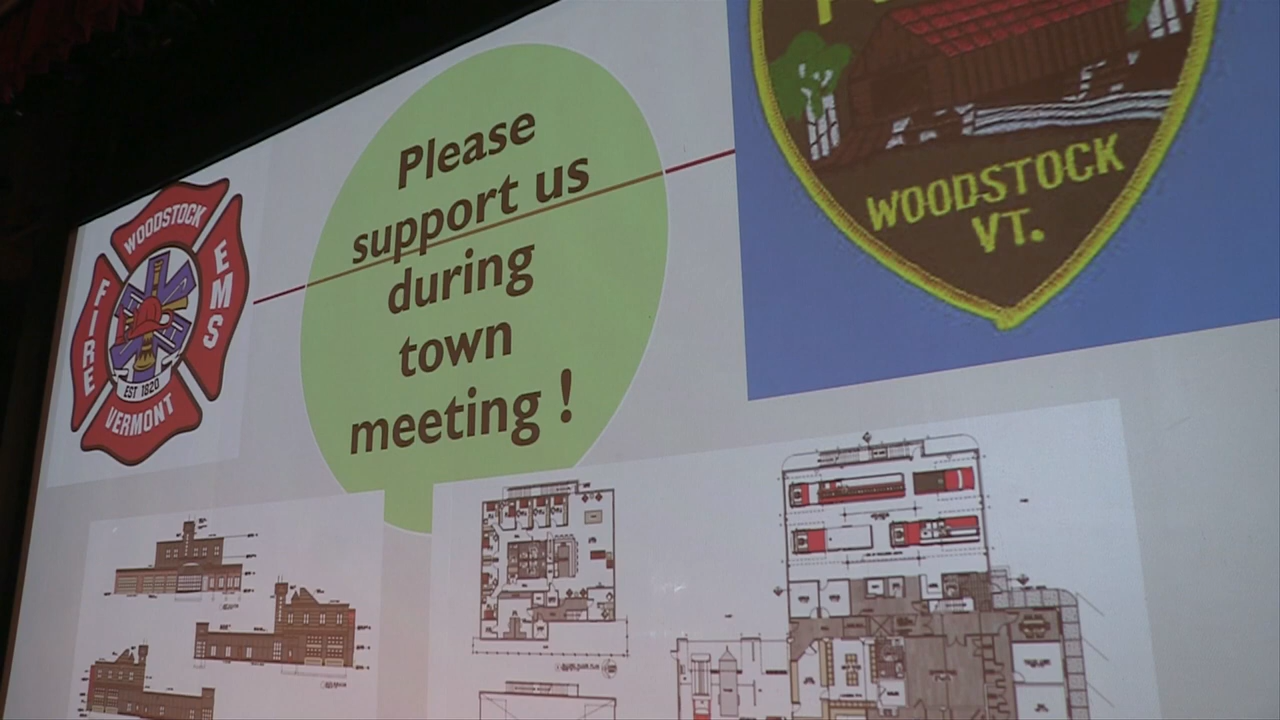 WOODSTOCK
FIRE
EMS
EST 1820
VERMONT
Please
support us
during
town
meeting !
WOODSTOCK
VT.